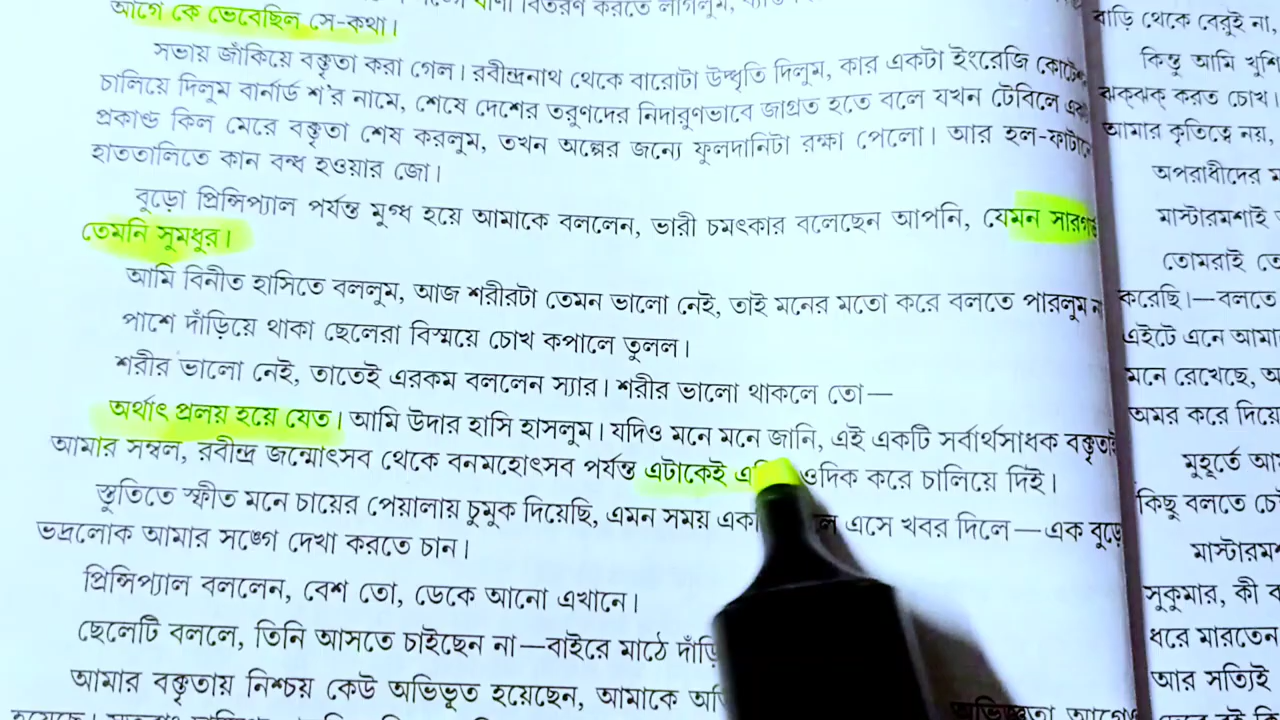 বিতরণ করতে লাগলুম,
আগে কে ভেবেছিল সে-কথা।
সভায় জাঁকিয়ে বক্তৃতা করা গেল। রবীন্দ্রনাথ থেকে বারোটা উদ্ধৃতি দিলুম, কার একটা ইংরেজি
চালিয়ে দিলুম বার্নার্ড শ'র নামে, শেষে দেশের তরুণদের নিদারুণভাবে জাগ্রত হতে বলে যখন টেবিলে
প্রকাণ্ড কিল মেরে বক্তৃতা শেষ করলুম, তখন অল্পের জন্যে ফুলদানিটা রক্ষা পেলো। আর হল-ফাটানো
হাততালিতে কান বন্ধ হওয়ার জো।
বুড়ো প্রিন্সিপ্যাল পর্যন্ত মুগ্ধ হয়ে আমাকে বললেন, ভারী চমৎকার বলেছেন আপনি, যেমন সারগর্ভ
তেমনি সুমধুর।
আমি বিনীত হাসিতে বললুম, আজ শরীরটা তেমন ভালো নেই, তাই মনের মতো করে বলতে পারলুম না
পাশে দাঁড়িয়ে থাকা ছেলেরা বিস্ময়ে চোখ কপালে তুলল।
শরীর ভালো নেই, তাতেই এরকম বললেন স্যার। শরীর ভালো থাকলে তো—
অর্থাৎ প্রলয় হয়ে যেত। আমি উদার হাসি হাসলুম। যদিও মনে মনে জানি, এই একটি সর্বার্থসাধক বক্তৃতাই
আমার সম্বল, রবীন্দ্র জন্মোৎসব থেকে বনমহোৎসব পর্যন্ত এটাকেই ওদিক করে চালিয়ে দিই।
স্তুতিতে স্ফীত মনে চায়ের পেয়ালায় চুমুক দিয়েছি, এমন সময় এসে খবর দিলে—এক বুড়ো
ভদ্রলোক আমার সঙ্গে দেখা করতে চান।
প্রিন্সিপ্যাল বললেন, বেশ তো, ডেকে আনো এখানে।
ছেলেটি বললে, তিনি আসতে চাইছেন না—বাইরে মাঠে
আমার বক্তৃতায় নিশ্চয় কেউ অভিভূত হয়েছেন, আমাকে
বাড়ি থেকে বেরুই না,
কিন্তু আমি খুশি
ঝক্‌ঝক্ করত চোখ।
আমার কৃতিত্বে নয়,
অপরাধীদের
মাস্টারমশাই
তোমরাই
করেছি।—বলতে
এইটে এনে আমা
মনে রেখেছে,
অমর করে দিয়ে
মুহূর্তে
কিছু বলতে
মাস্টারম
সুকুমার, কী
ধরে মারতেন
আর সত্যিই